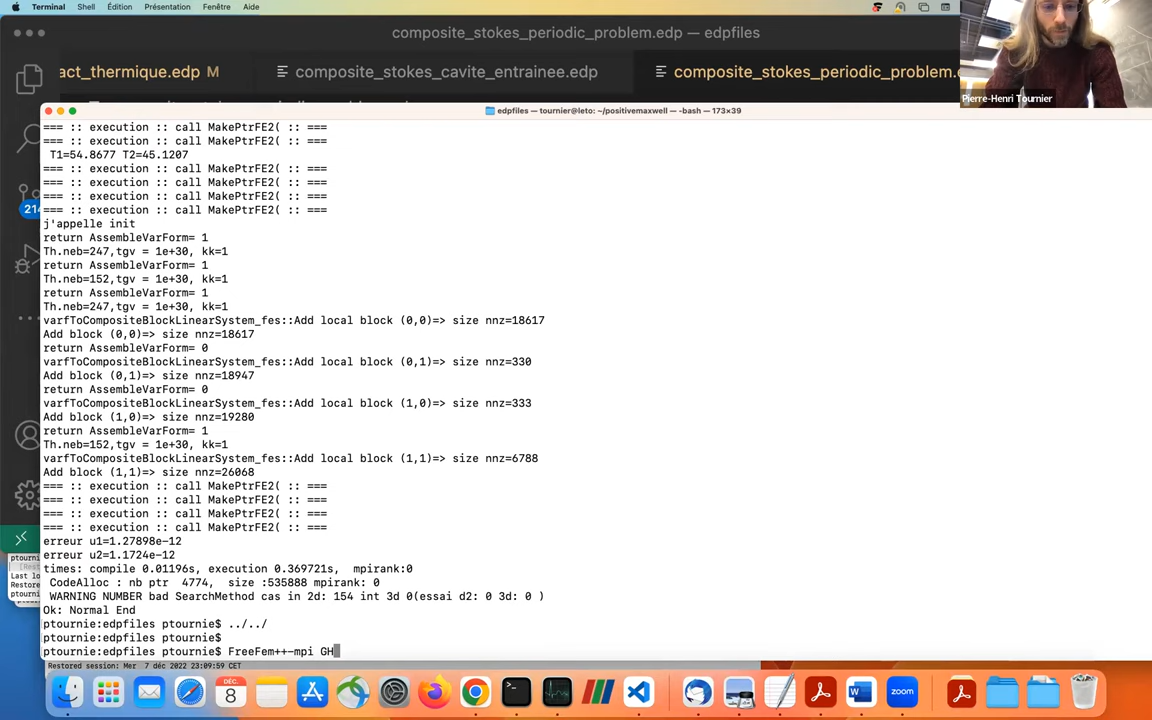 Terminal Shell Édition Présentation Fenêtre Aide
composite_stokes_periodic_problem.edp — edpfiles
act_thermique.edp M composite_stokes_cavite_entrainee.edp composite_stokes_periodic_problem.
Pierre-Henri Tournier
edpfiles — tournier@leto: ~/positivemaxwell — -bash — 173×39
=== :: execution :: call MakePtrFE2( :: ===
=== :: execution :: call MakePtrFE2( :: ===
T1=54.8677 T2=45.1207
=== :: execution :: call MakePtrFE2( :: ===
=== :: execution :: call MakePtrFE2( :: ===
=== :: execution :: call MakePtrFE2( :: ===
=== :: execution :: call MakePtrFE2( :: ===
j'appelle init
return AssembleVarForm= 1
Th.neb=247,tgv = 1e+30, kk=1
return AssembleVarForm= 1
Th.neb=152,tgv = 1e+30, kk=1
return AssembleVarForm= 1
Th.neb=247,tgv = 1e+30, kk=1
varfToCompositeBlockLinearSystem_fes::Add local block (0,0)=> size nnz=18617
Add block (0,0)=> size nnz=18617
return AssembleVarForm= 0
varfToCompositeBlockLinearSystem_fes::Add local block (0,1)=> size nnz=330
Add block (0,1)=> size nnz=18947
return AssembleVarForm= 0
varfToCompositeBlockLinearSystem_fes::Add local block (1,0)=> size nnz=333
Add block (1,0)=> size nnz=19280
return AssembleVarForm= 1
Th.neb=152,tgv = 1e+30, kk=1
varfToCompositeBlockLinearSystem_fes::Add local block (1,1)=> size nnz=6788
Add block (1,1)=> size nnz=26068
=== :: execution :: call MakePtrFE2( :: ===
=== :: execution :: call MakePtrFE2( :: ===
=== :: execution :: call MakePtrFE2( :: ===
=== :: execution :: call MakePtrFE2( :: ===
erreur u1=1.27898e-12
erreur u2=1.1724e-12
times: compile 0.01196s, execution 0.369721s, mpirank:0
CodeAlloc : nb ptr 4774, size :535888 mpirank: 0
WARNING NUMBER bad SearchMethod cas in 2d: 154 int 3d 0(essai d2: 0 3d: 0 )
Ok: Normal End
ptournie:edpfiles ptournie$ ../../
ptournie:edpfiles ptournie$
ptournie:edpfiles ptournie$ FreeFem++-mpi GH
214
ptournie
Last lo
Restore
ptourni
Restored session: Mer 7 déc 2022 23:09:59 CET
DÉC.
8
zoom